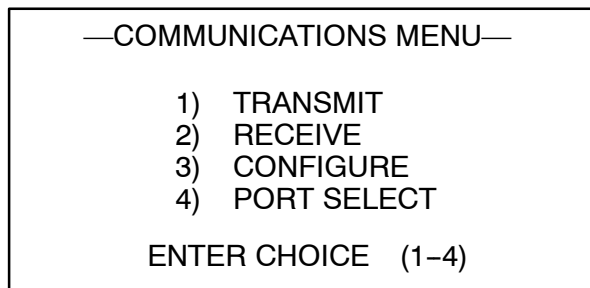 —COMMUNICATIONS MENU—
1) TRANSMIT
2) RECEIVE
3) CONFIGURE
4) PORT SELECT
ENTER CHOICE (1–4)